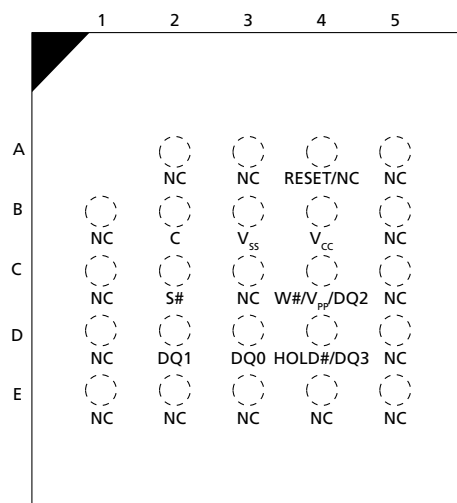 1 2 3 4 5
A
NC NC RESET/NC NC
B
NC C VSS VCC NC
C
NC S# NC W#/VPP/DQ2 NC
D
NC DQ1 DQ0 HOLD#/DQ3 NC
E
NC NC NC NC NC